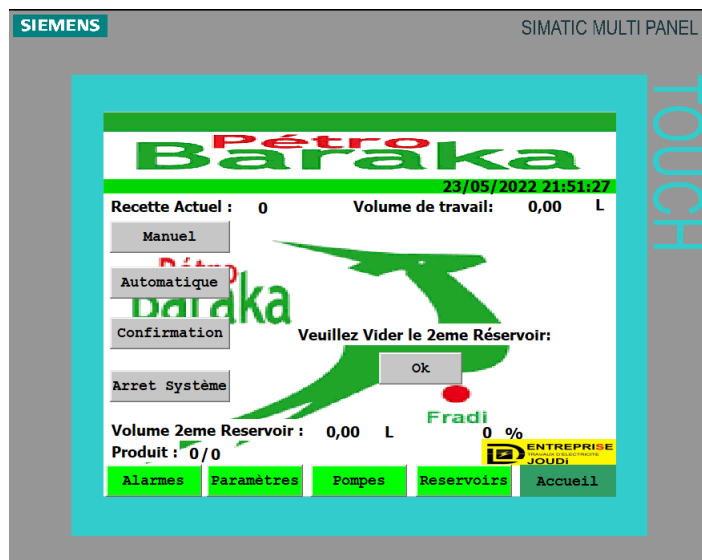 SIEMENS
SIMATIC MULTI PANEL
TOUCH
Pétro
Baraka
23/05/2022 21:51:27
Recette Actuel : 0 Volume de travail: 0,00 L
Manuel
Pétro
Baraka
Automatique
Confirmation
Veuillez Vider le 2eme Réservoir:
Ok
Arret Système
Fradi
Volume 2eme Reservoir : 0,00 L 0 %
Produit : 0/0
ENTREPRISE
TRAVAUX D'ELECTRICITE
JOUDI
Alarmes Paramètres Pompes Reservoirs Accueil